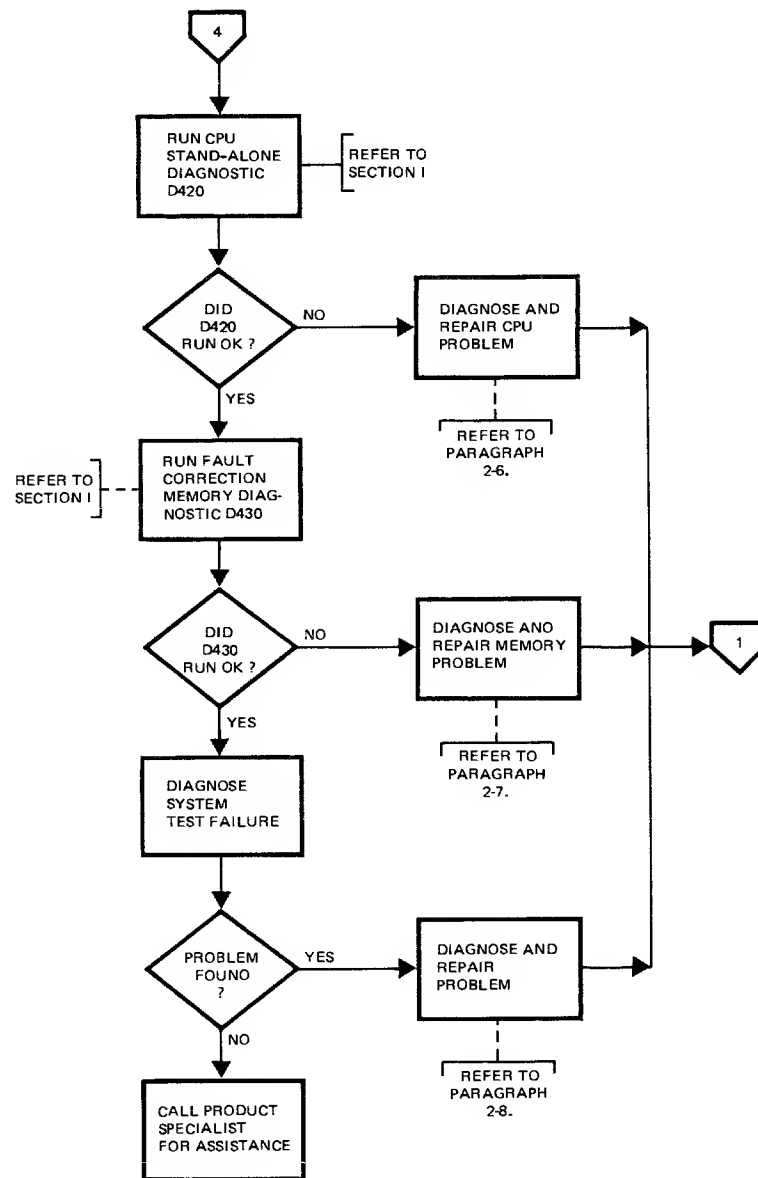 4
RUN CPU
STAND-ALONE
DIAGNOSTIC
D420
REFER TO
SECTION I
DID
D420
RUN OK ?
NO
DIAGNOSE AND
REPAIR CPU
PROBLEM
YES
REFER TO
PARAGRAPH
2-6.
RUN FAULT
CORRECTION
MEMORY DIAG-
NOSTIC D430
REFER TO
SECTION I
DID
D430
RUN OK ?
NO
DIAGNOSE ANO
REPAIR MEMORY
PROBLEM
1
YES
REFER TO
PARAGRAPH
2-7.
DIAGNOSE
SYSTEM
TEST FAILURE
PROBLEM
FOUNO
?
YES
DIAGNOSE AND
REPAIR
PROBLEM
NO
REFER TO
PARAGRAPH
2-8.
CALL PRODUCT
SPECIALIST
FOR ASSISTANCE